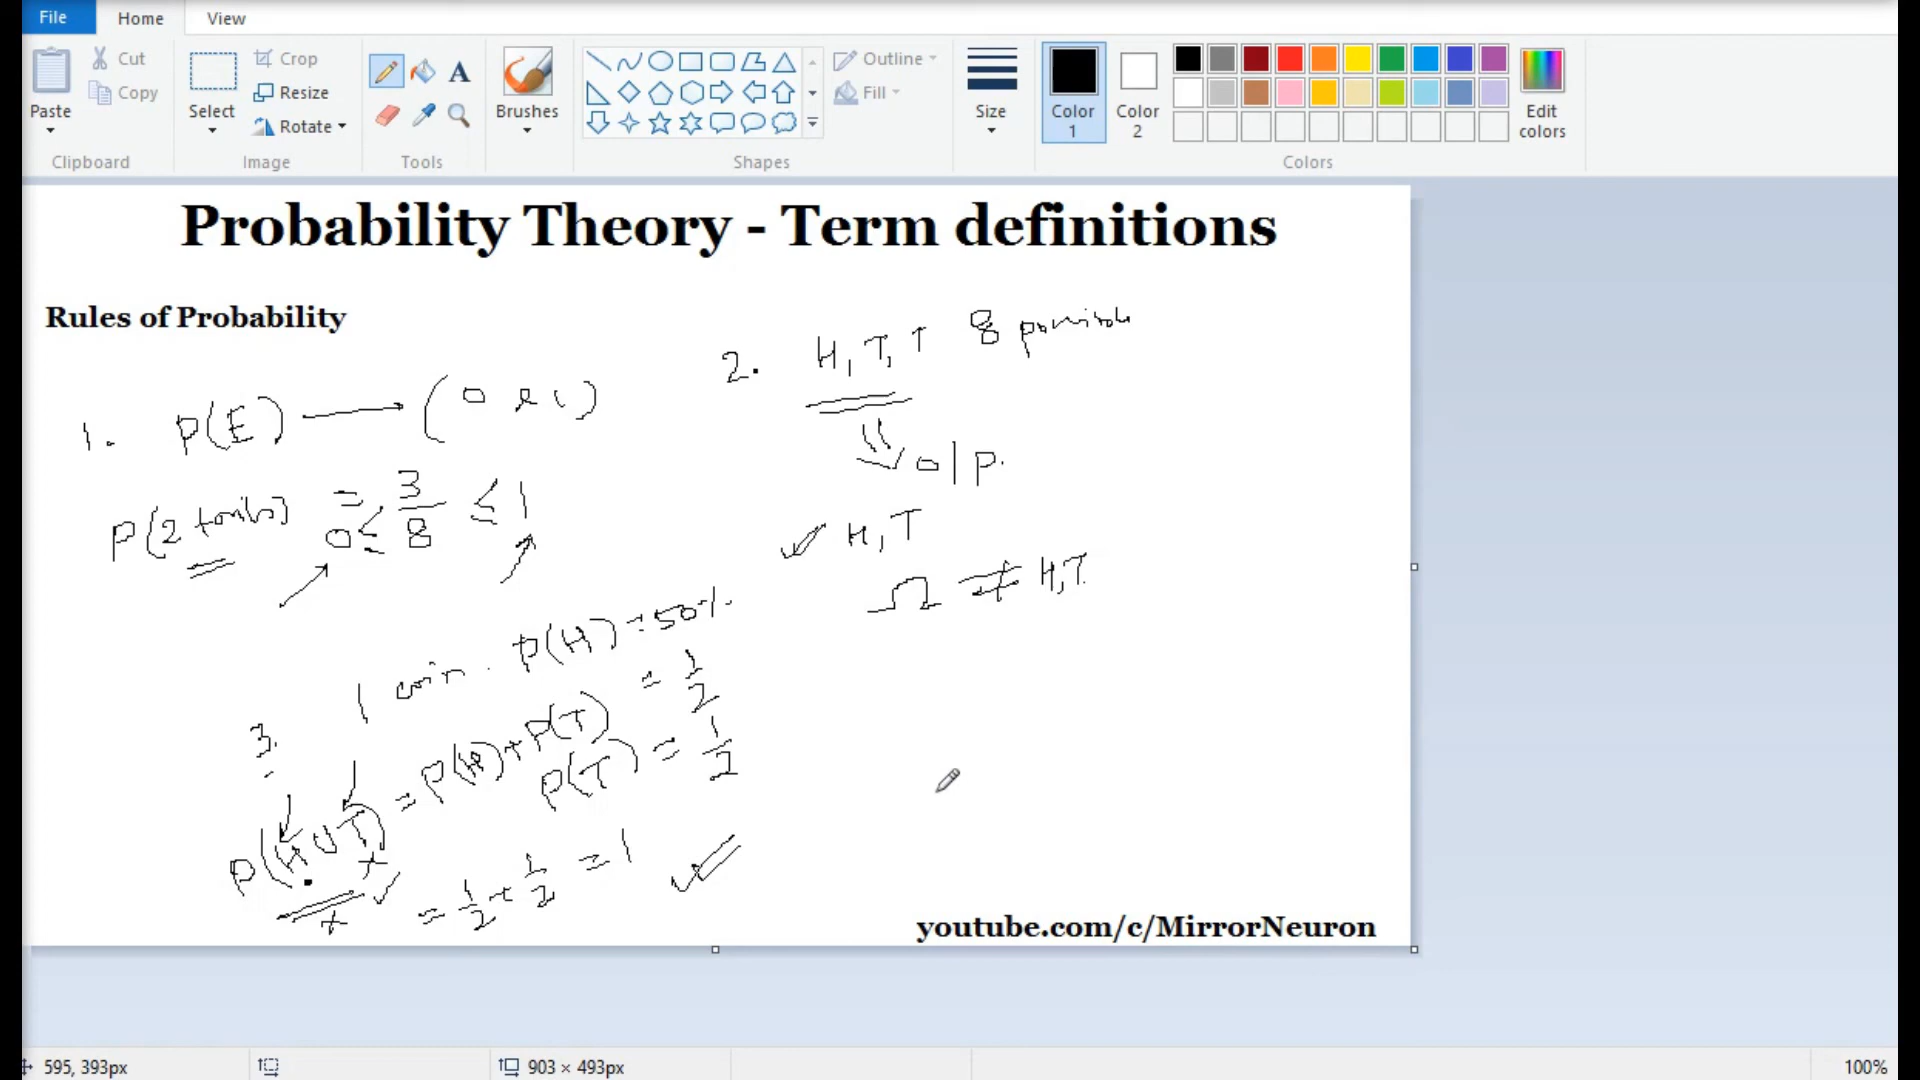 File Home View
Paste
Cut
Copy
Clipboard
Select
Crop
Resize
Rotate
Image
A
Tools
Brushes
Shapes
Outline
Fill
Size
Color 1
Color 2
Edit colors
Colors
Probability Theory - Term definitions
Rules of Probability
1. P(E) → (0 & 1)
P(2 tails) = 3/8
0 ≤ 3/8 ≤ 1
2. H, T, T 8 possible
o/p.
H, T
Ω ≠ H,T
3. 1 coin. P(H) = 50%
= 1/2
P(T) = 1/2
P(H∪T) = P(H)+P(T)
= 1/2 + 1/2 = 1
youtube.com/c/MirrorNeuron
595, 393px
903 × 493px
100%